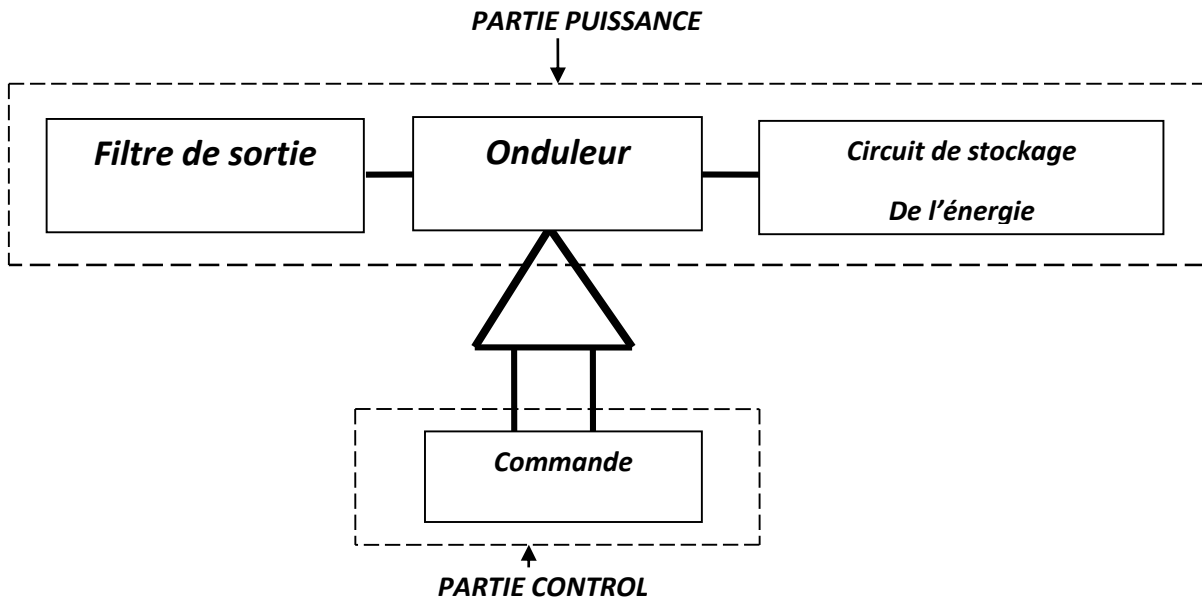 PARTIE PUISSANCE
Filtre de sortie
Onduleur
Circuit de stockage
De l'énergie
Commande
PARTIE CONTROL